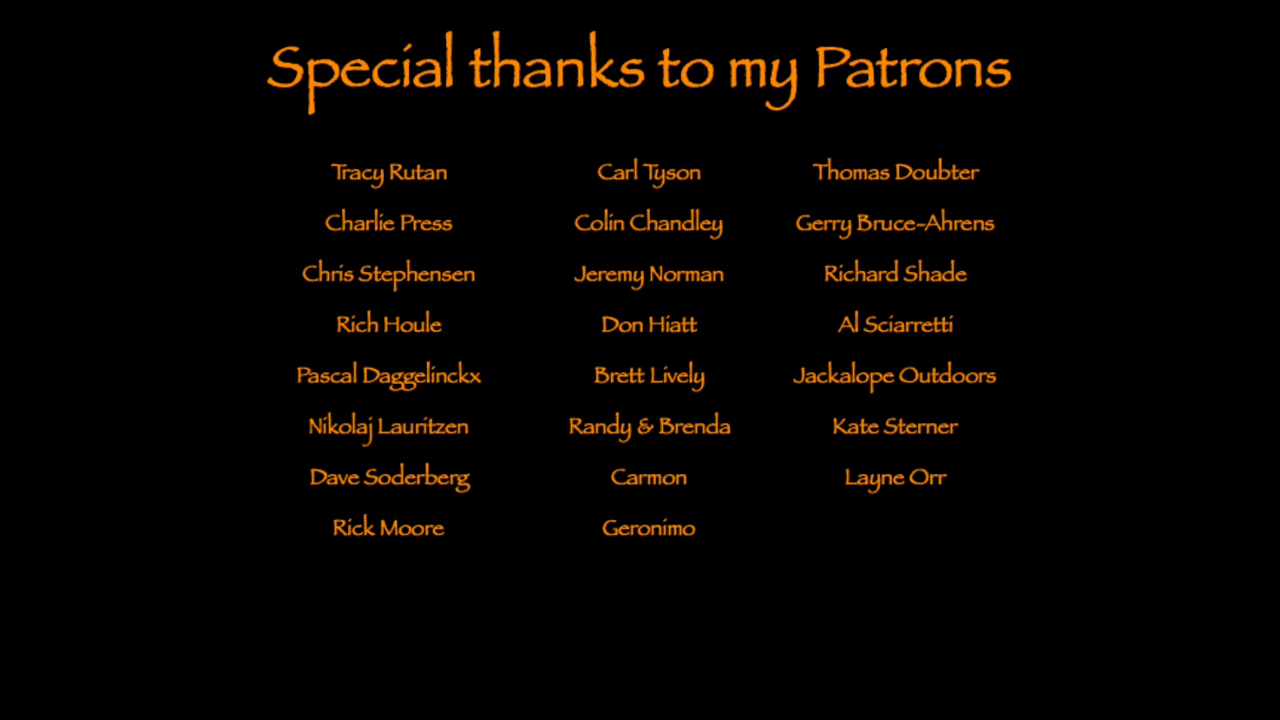 Special thanks to my Patrons
Tracy Rutan
Charlie Press
Chris Stephensen
Rich Houle
Pascal Daggelinckx
Nikolaj Lauritzen
Dave Soderberg
Rick Moore
Carl Tyson
Colin Chandley
Jeremy Norman
Don Hiatt
Brett Lively
Randy & Brenda
Carmon
Geronimo
Thomas Doubter
Gerry Bruce-Ahrens
Richard Shade
Al Sciarretti
Jackalope Outdoors
Kate Sterner
Layne Orr